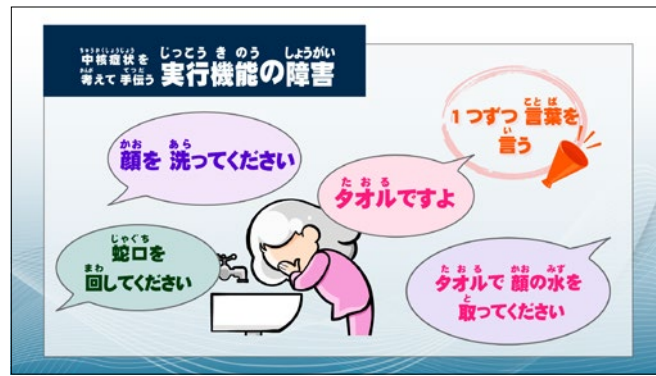 中核症状を
考えて手伝う
実行機能の障害
1つずつ 言葉を
言う
顔を 洗ってください
タオルですよ
蛇口を
回してください
タオルで 顔の水を
取ってください